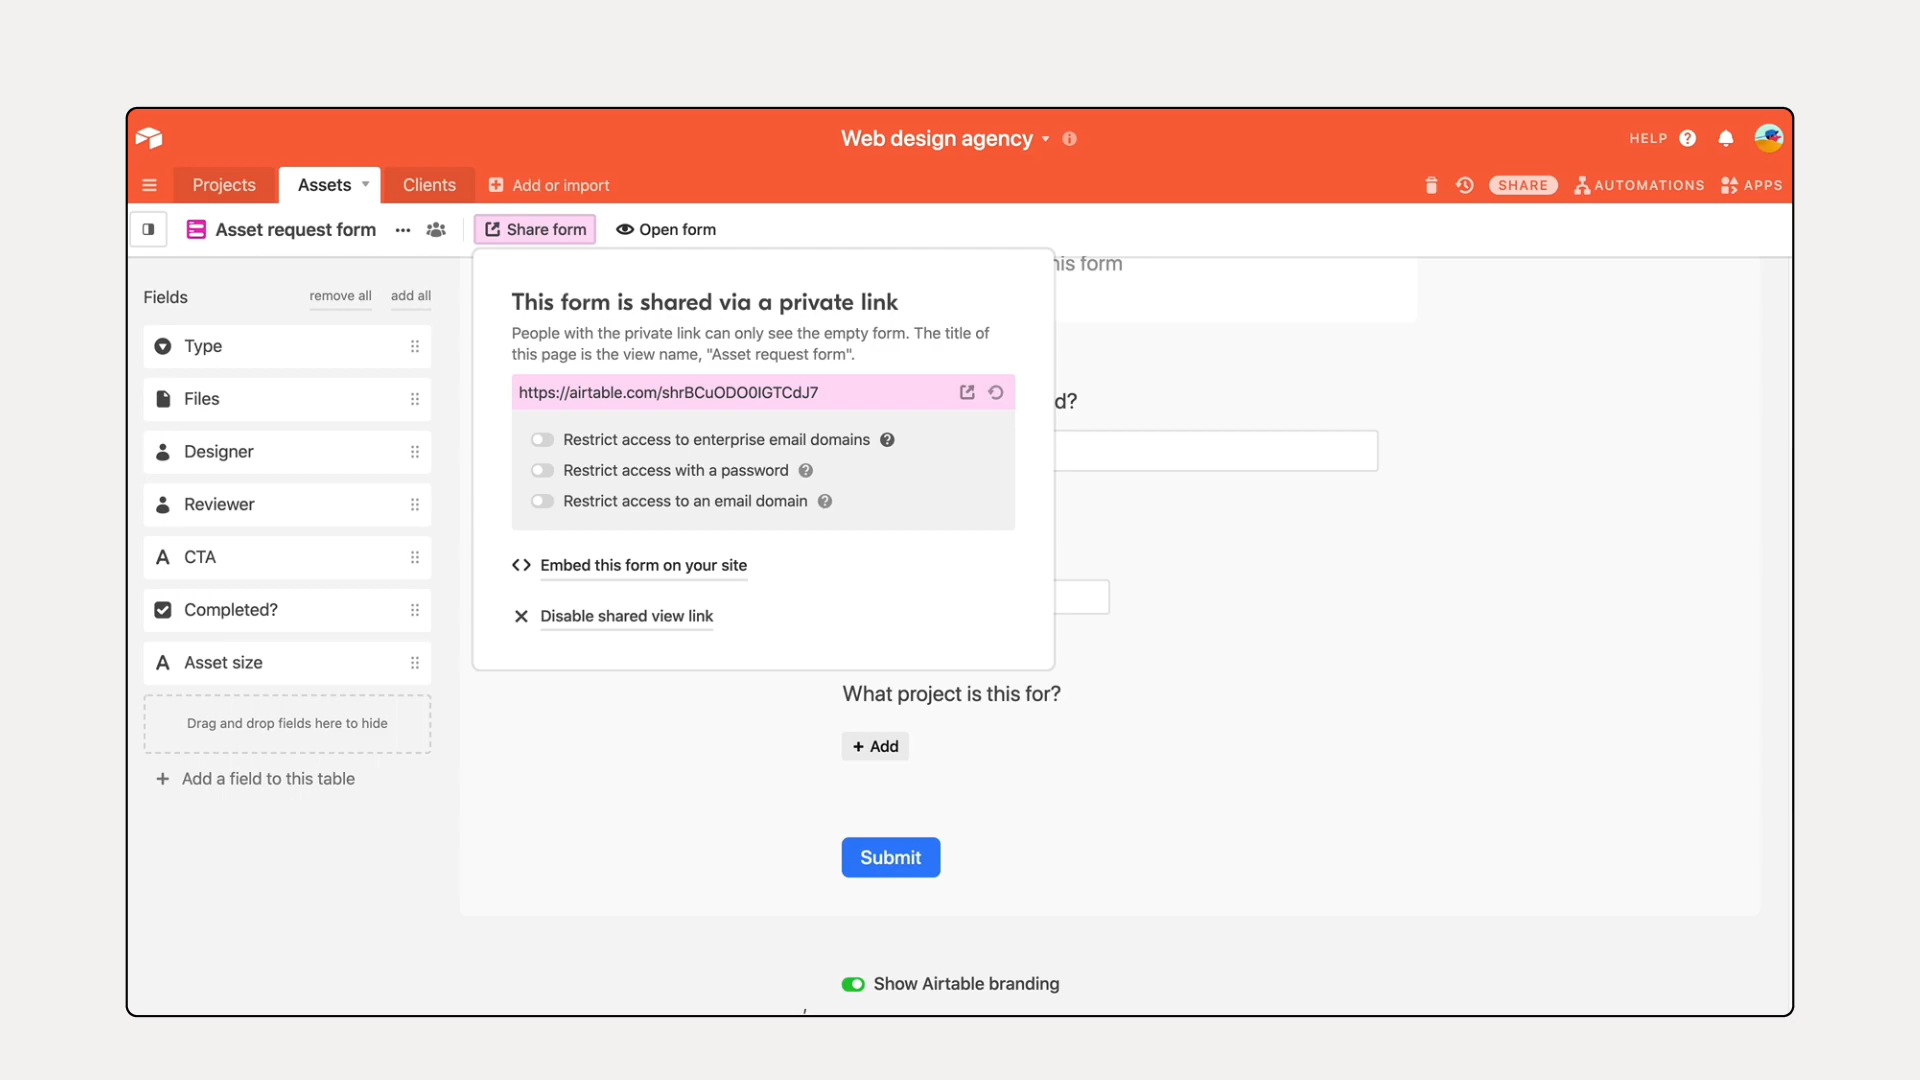 Web design agency
HELP
Projects
Assets
Clients
Add or import
SHARE
AUTOMATIONS
APPS
Asset request form
Share form
Open form
Fields
remove all
add all
Type
Files
Designer
Reviewer
CTA
Completed?
Asset size
Drag and drop fields here to hide
Add a field to this table
This form is shared via a private link
People with the private link can only see the empty form. The title of
this page is the view name, "Asset request form".
https://airtable.com/shrBCuODO0IGTCdJ7
Restrict access to enterprise email domains
Restrict access with a password
Restrict access to an email domain
Embed this form on your site
Disable shared view link
his form
d?
What project is this for?
+ Add
Submit
Show Airtable branding